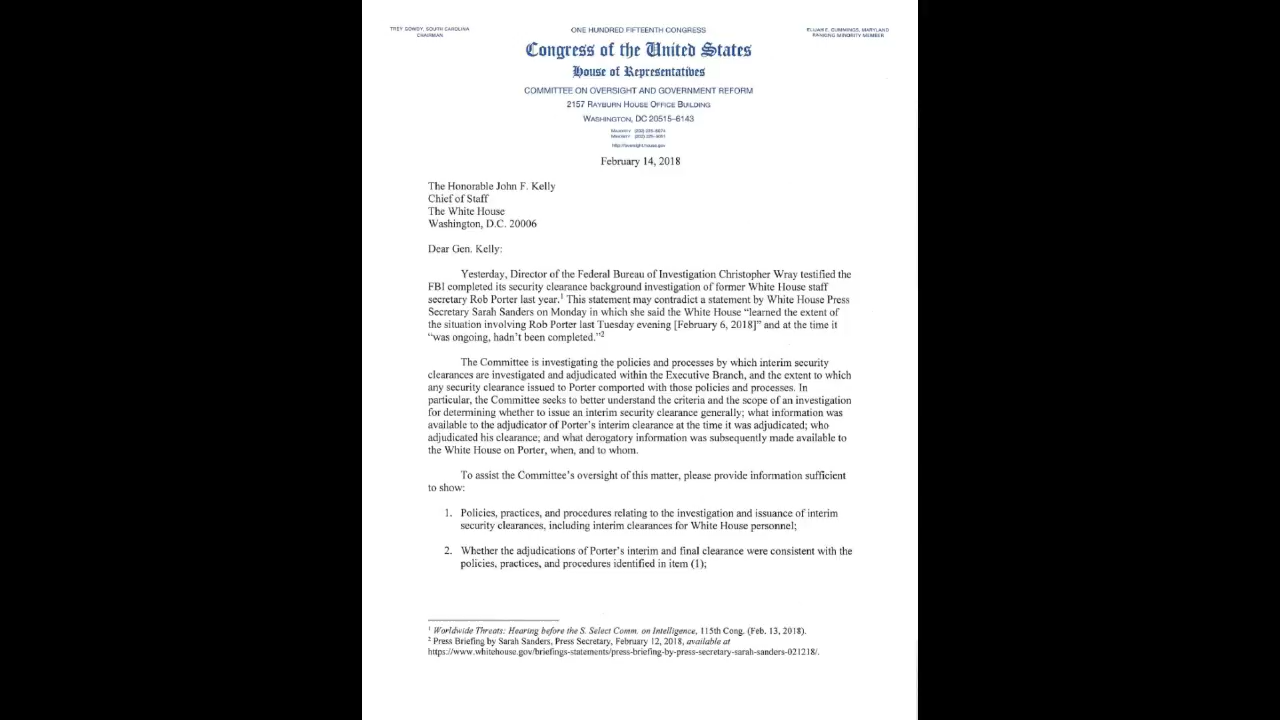 TREY GOWDY, SOUTH CAROLINA
CHAIRMAN
ONE HUNDRED FIFTEENTH CONGRESS
ELIJAH E. CUMMINGS, MARYLAND
RANKING MINORITY MEMBER
Congress of the United States
House of Representatives
COMMITTEE ON OVERSIGHT AND GOVERNMENT REFORM
2157 RAYBURN HOUSE OFFICE BUILDING
WASHINGTON, DC 20515–6143
http://oversight.house.gov
February 14, 2018
The Honorable John F. Kelly
Chief of Staff
The White House
Washington, D.C. 20006
Dear Gen. Kelly:
Yesterday, Director of the Federal Bureau of Investigation Christopher Wray testified the
FBI completed its security clearance background investigation of former White House staff
secretary Rob Porter last year.¹ This statement may contradict a statement by White House Press
Secretary Sarah Sanders on Monday in which she said the White House “learned the extent of
the situation involving Rob Porter last Tuesday evening [February 6, 2018]” and at the time it
“was ongoing, hadn’t been completed.”²
The Committee is investigating the policies and processes by which interim security
clearances are investigated and adjudicated within the Executive Branch, and the extent to which
any security clearance issued to Porter comported with those policies and processes. In
particular, the Committee seeks to better understand the criteria and the scope of an investigation
for determining whether to issue an interim security clearance generally; what information was
available to the adjudicator of Porter’s interim clearance at the time it was adjudicated; who
adjudicated his clearance; and what derogatory information was subsequently made available to
the White House on Porter, when, and to whom.
To assist the Committee’s oversight of this matter, please provide information sufficient
to show:
1. Policies, practices, and procedures relating to the investigation and issuance of interim
security clearances, including interim clearances for White House personnel;
2. Whether the adjudications of Porter’s interim and final clearance were consistent with the
policies, practices, and procedures identified in item (1);
¹ Worldwide Threats: Hearing before the S. Select Comm. on Intelligence, 115th Cong. (Feb. 13, 2018).
² Press Briefing by Sarah Sanders, Press Secretary, February 12, 2018, available at
https://www.whitehouse.gov/briefings-statements/press-briefing-by-press-secretary-sarah-sanders-021218/.